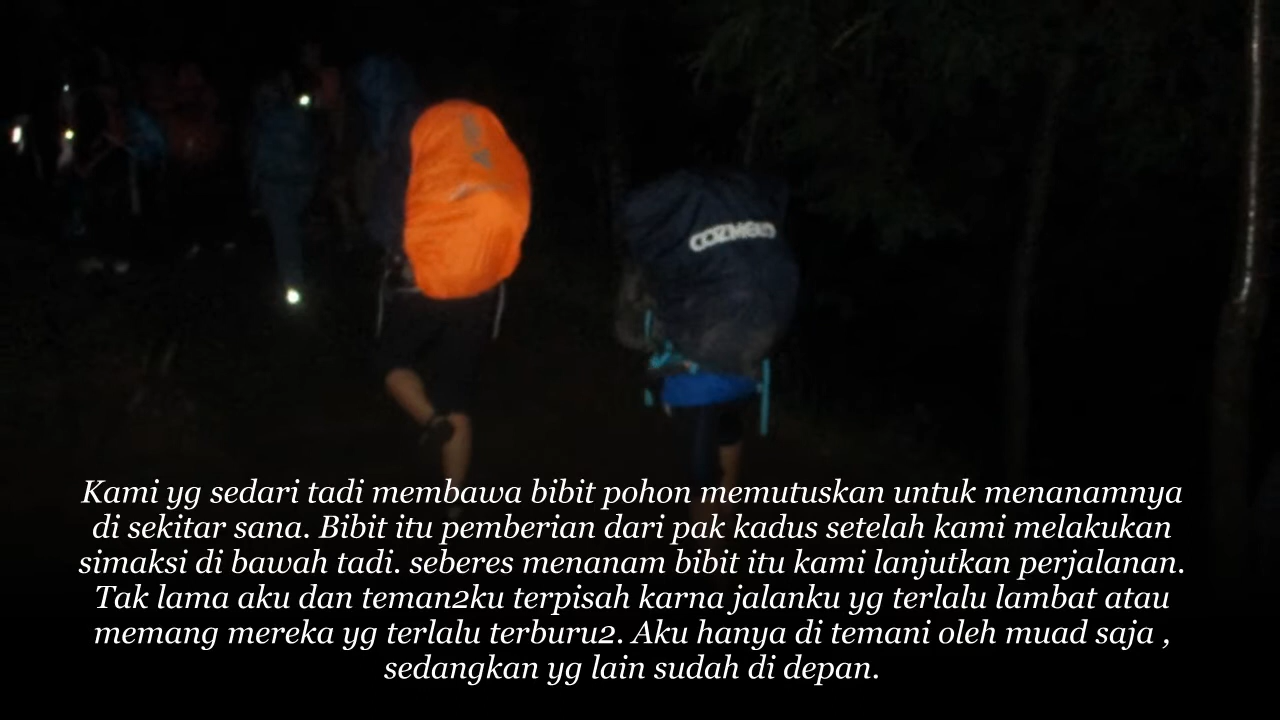 COZMEED
Kami yg sedari tadi membawa bibit pohon memutuskan untuk menanamnya
di sekitar sana. Bibit itu pemberian dari pak kadus setelah kami melakukan
simaksi di bawah tadi. seberes menanam bibit itu kami lanjutkan perjalanan.
Tak lama aku dan teman2ku terpisah karna jalanku yg terlalu lambat atau
memang mereka yg terlalu terburu2. Aku hanya di temani oleh muad saja ,
sedangkan yg lain sudah di depan.